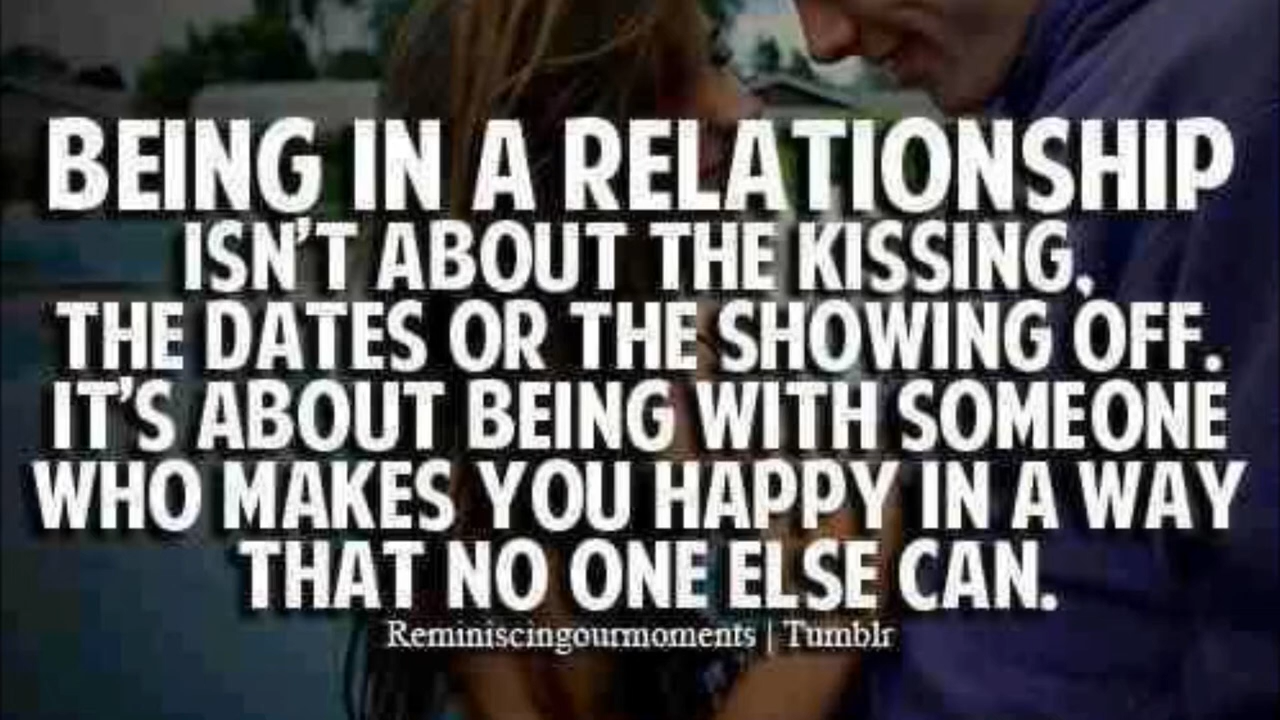 BEING IN A RELATIONSHIP
ISN'T ABOUT THE KISSING,
THE DATES OR THE SHOWING OFF.
IT'S ABOUT BEING WITH SOMEONE
WHO MAKES YOU HAPPY IN A WAY
THAT NO ONE ELSE CAN.
Reminiscingourmoments | Tumblr